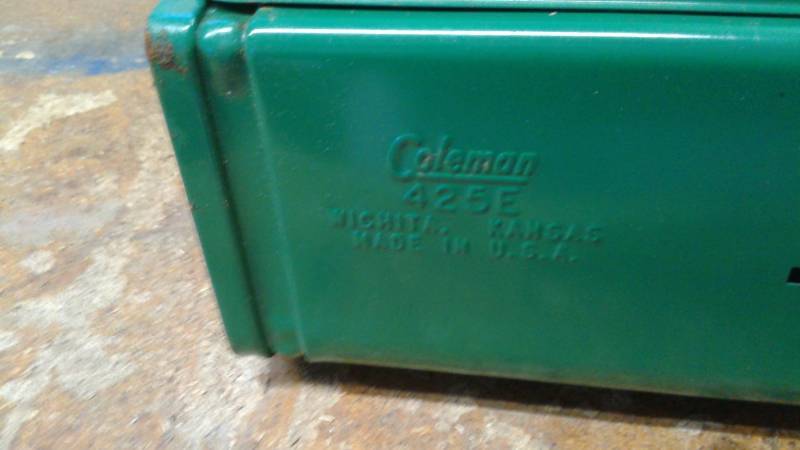 Coleman
425E
WICHITA, KANSAS
MADE IN U.S.A.